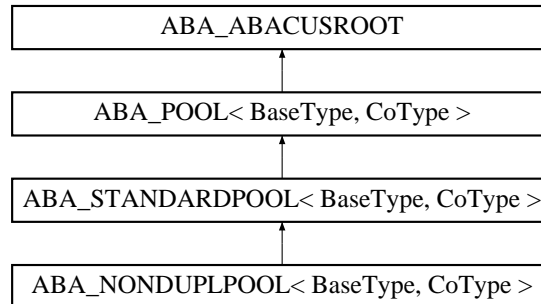 ABA_ABACUSROOT
ABA_POOL< BaseType, CoType >
ABA_STANDARDPOOL< BaseType, CoType >
ABA_NONDUPLPOOL< BaseType, CoType >